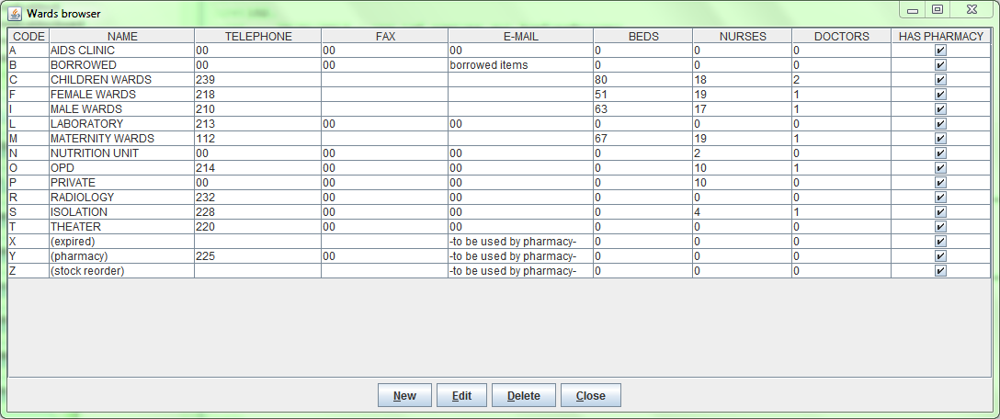 Wards browser
CODE NAME TELEPHONE FAX E-MAIL BEDS NURSES DOCTORS HAS PHARMACY
A AIDS CLINIC 00 00 00 0 0 0
B BORROWED 00 00 borrowed items 0 0 0
C CHILDREN WARDS 239 80 18 2
F FEMALE WARDS 218 51 19 1
I MALE WARDS 210 63 17 1
L LABORATORY 213 00 00 0 0 0
M MATERNITY WARDS 112 67 19 1
N NUTRITION UNIT 00 00 00 0 2 0
O OPD 214 00 00 0 10 1
P PRIVATE 00 00 00 0 10 0
R RADIOLOGY 232 00 00 0 0 0
S ISOLATION 228 00 00 0 4 1
T THEATER 220 00 00 0 0 0
X (expired) -to be used by pharmacy- 0 0 0
Y (pharmacy) 225 00 -to be used by pharmacy- 0 0 0
Z (stock reorder) -to be used by pharmacy- 0 0 0
New Edit Delete Close